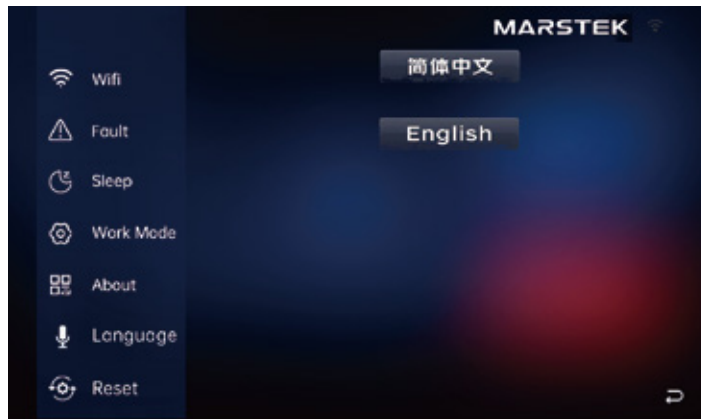 MARSTEK
Wifi
Fault
Sleep
Work Mode
About
Language
Reset
简体中文
English